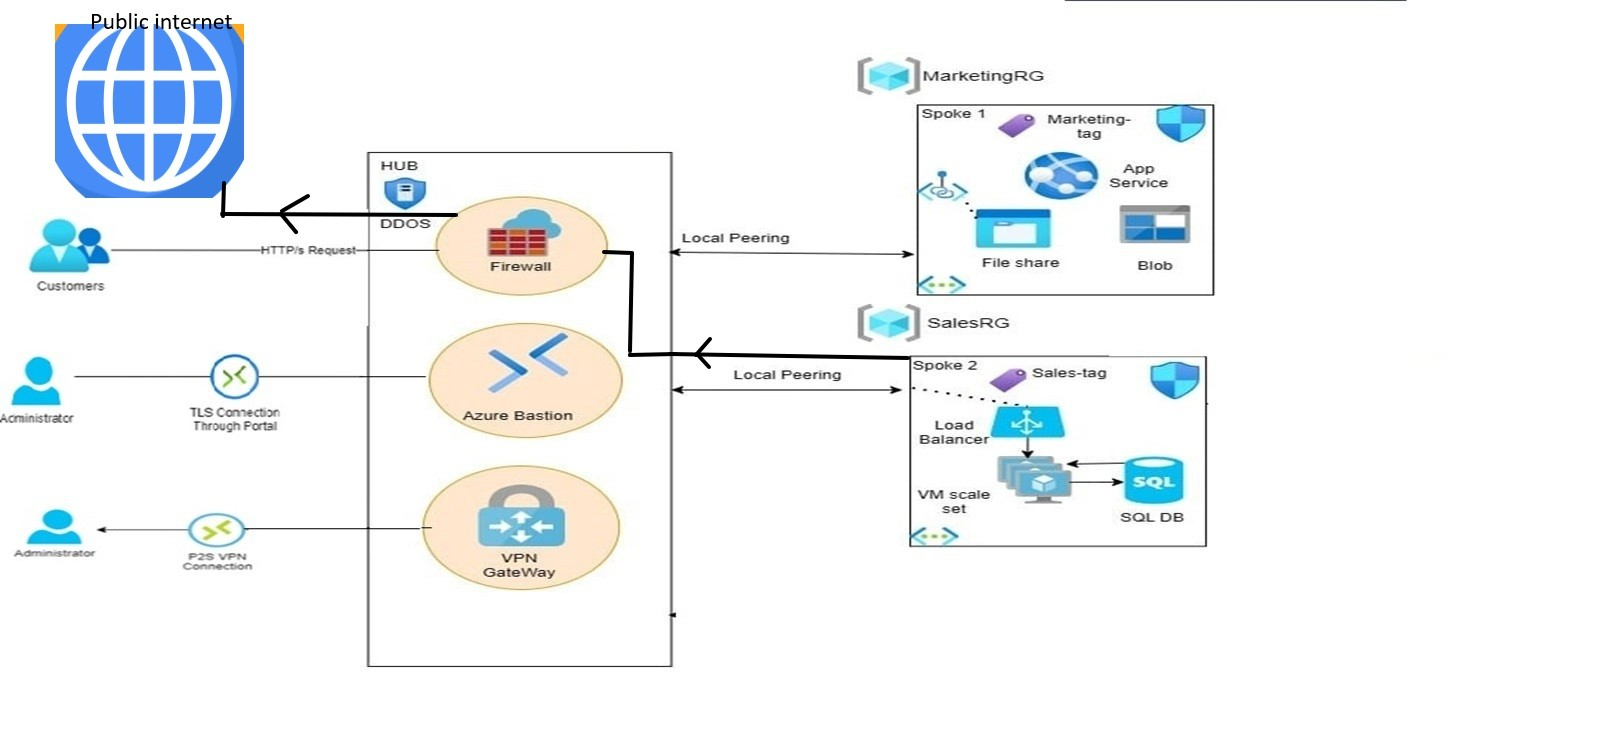 Public internet
MarketingRG
Spoke 1
Marketing-
tag
HUB
App
Service
DDOS
Local Peering
HTTP/s Request
Firewall
File share
Blob
Customers
SalesRG
Spoke 2
Sales-tag
Local Peering
TLS Connection
Through Portal
Administrator
Azure Bastion
Load
Balancer
SQL
VM scale
set
SQL DB
Administrator
P2S VPN
Connection
VPN
GateWay